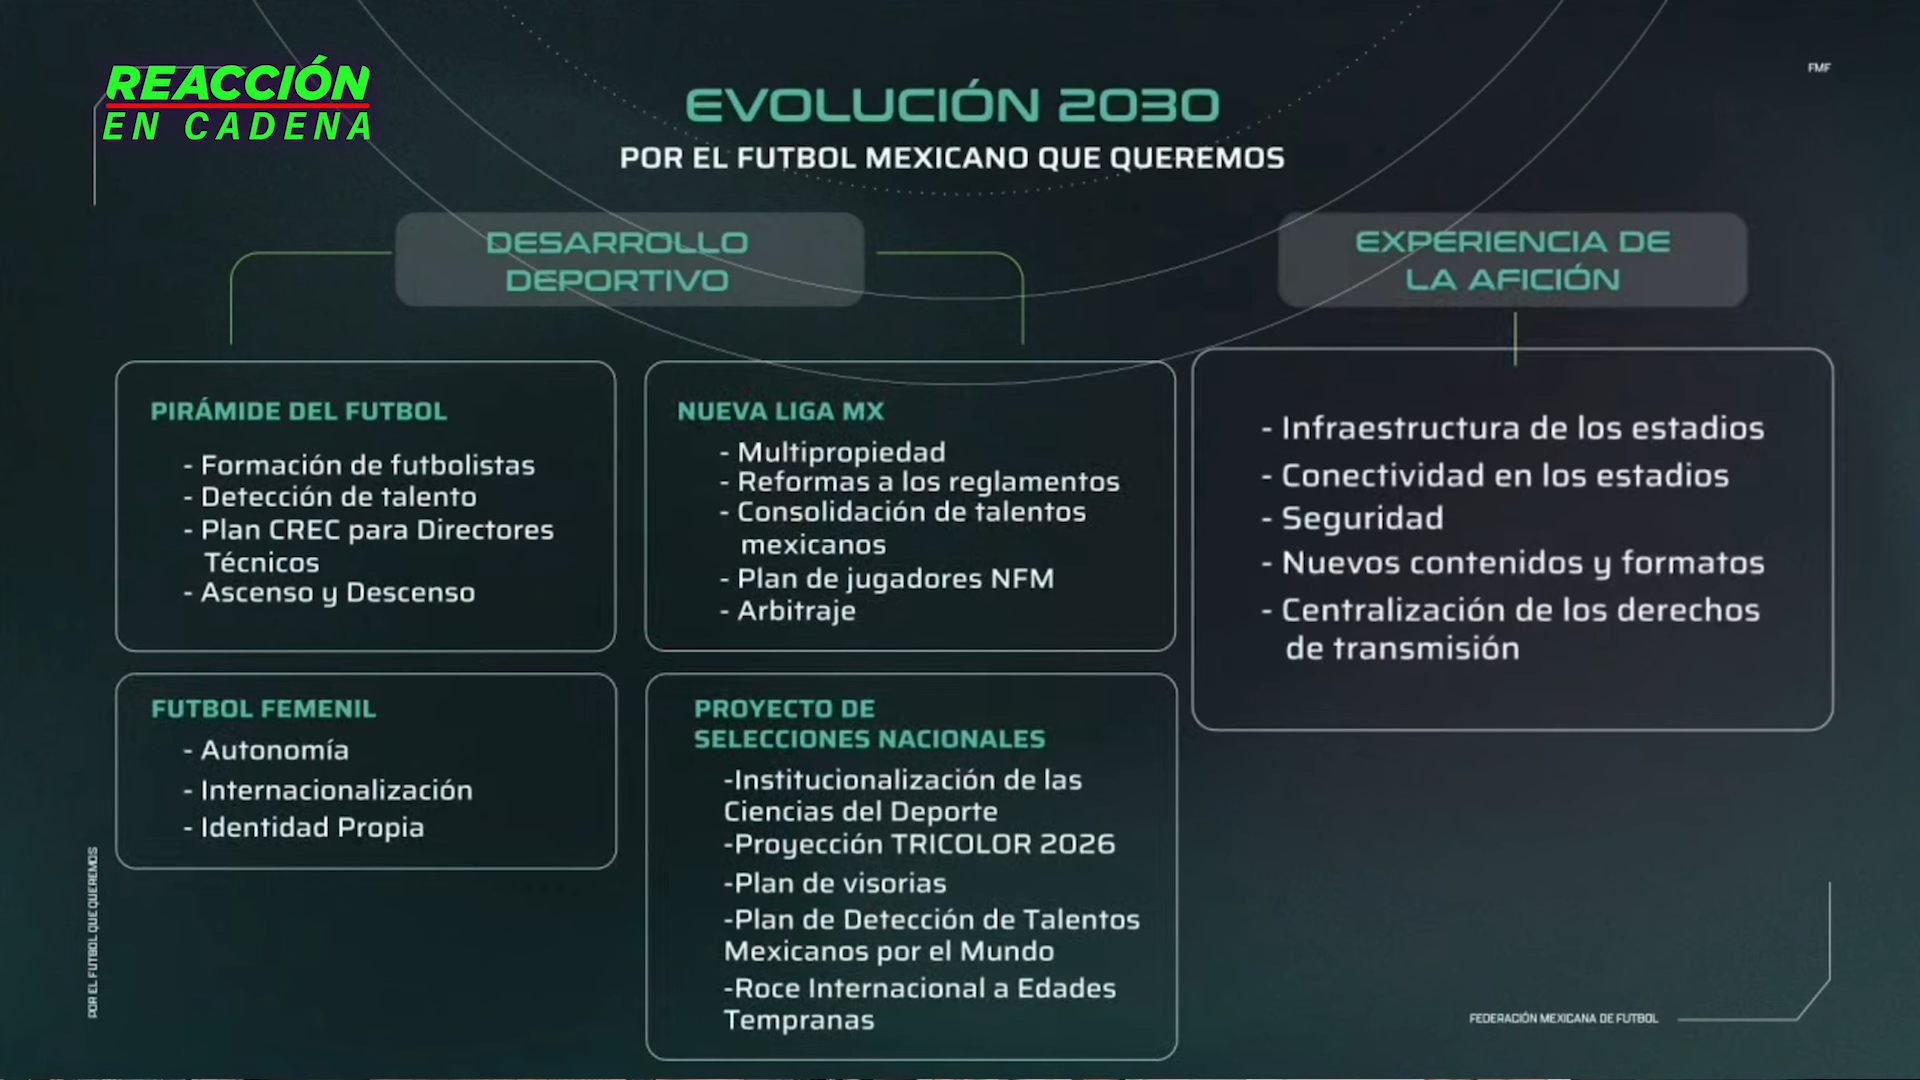 REACCIÓN
EN CADENA
FMF
EVOLUCIÓN 2030
POR EL FUTBOL MEXICANO QUE QUEREMOS
DESARROLLO
DEPORTIVO
EXPERIENCIA DE
LA AFICIÓN
PIRÁMIDE DEL FUTBOL
- Formación de futbolistas
- Detección de talento
- Plan CREC para Directores
Técnicos
- Ascenso y Descenso
NUEVA LIGA MX
- Multipropiedad
- Reformas a los reglamentos
- Consolidación de talentos
mexicanos
- Plan de jugadores NFM
- Arbitraje
- Infraestructura de los estadios
- Conectividad en los estadios
- Seguridad
- Nuevos contenidos y formatos
- Centralización de los derechos
de transmisión
FUTBOL FEMENIL
- Autonomía
- Internacionalización
- Identidad Propia
PROYECTO DE
SELECCIONES NACIONALES
-Institucionalización de las
Ciencias del Deporte
-Proyección TRICOLOR 2026
-Plan de visorias
-Plan de Detección de Talentos
Mexicanos por el Mundo
-Roce Internacional a Edades
Tempranas
POR EL FUTBOL QUE QUEREMOS
FEDERACIÓN MEXICANA DE FUTBOL